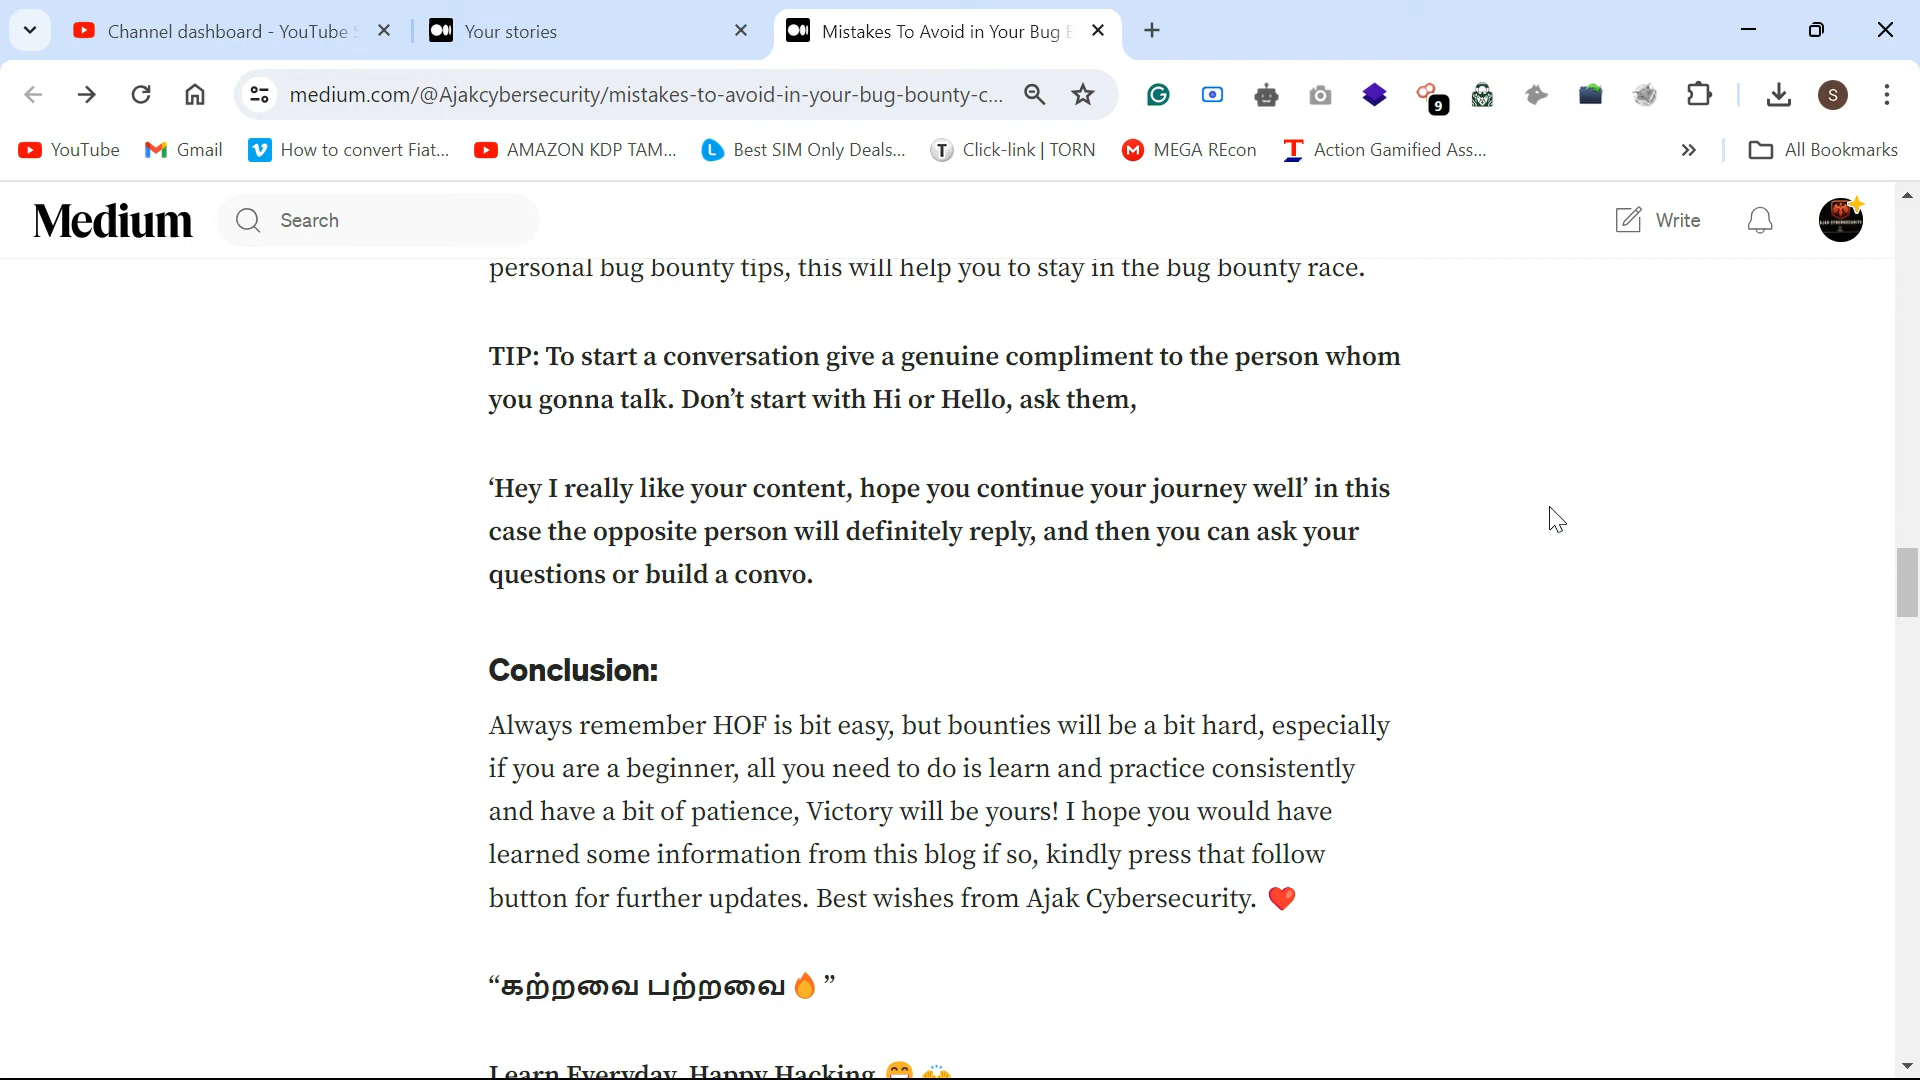 Channel dashboard - YouTube
Your stories
Mistakes To Avoid in Your Bug
medium.com/@Ajakcybersecurity/mistakes-to-avoid-in-your-bug-bounty-c...
9
S
YouTube
Gmail
How to convert Fiat...
AMAZON KDP TAM...
Best SIM Only Deals...
Click-link | TORN
MEGA REcon
Action Gamified Ass...
»
All Bookmarks
Medium
Search
Write
personal bug bounty tips, this will help you to stay in the bug bounty race.
TIP: To start a conversation give a genuine compliment to the person whom
you gonna talk. Don’t start with Hi or Hello, ask them,
‘Hey I really like your content, hope you continue your journey well’ in this
case the opposite person will definitely reply, and then you can ask your
questions or build a convo.
Conclusion:
Always remember HOF is bit easy, but bounties will be a bit hard, especially
if you are a beginner, all you need to do is learn and practice consistently
and have a bit of patience, Victory will be yours! I hope you would have
learned some information from this blog if so, kindly press that follow
button for further updates. Best wishes from Ajak Cybersecurity. ❤️
“கற்றவை பற்றவை🔥”
Learn Everyday, Happy Hacking 😁🙌